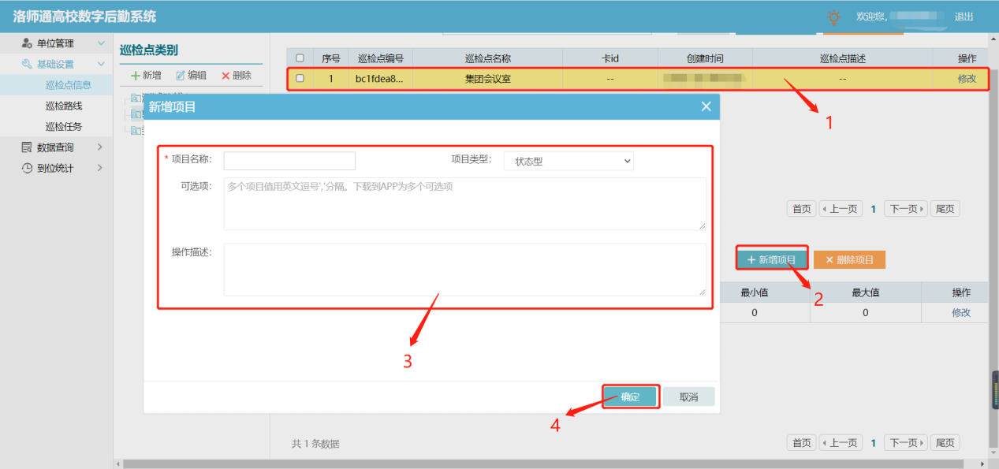 洛师通高校数字后勤系统
欢迎您,
退出
单位管理
基础设置
巡检点信息
巡检路线
巡检任务
数据查询
到位统计
巡检点类别
新增 编辑 删除
序号 巡检点编号 巡检点名称 卡id 创建时间 巡检点描述 操作
1 bc1fdea8... 集团会议室 -- -- 修改
1
新增项目
* 项目名称:
项目类型: 状态型
可选项: 多个项目值用英文逗号','分隔。下载到APP为多个可选项
操作描述:
3
确定 取消
4
首页 上一页 1 下一页 尾页
新增项目 删除项目
2
最小值 最大值 操作
0 0 修改
共 1 条数据
首页 上一页 1 下一页 尾页